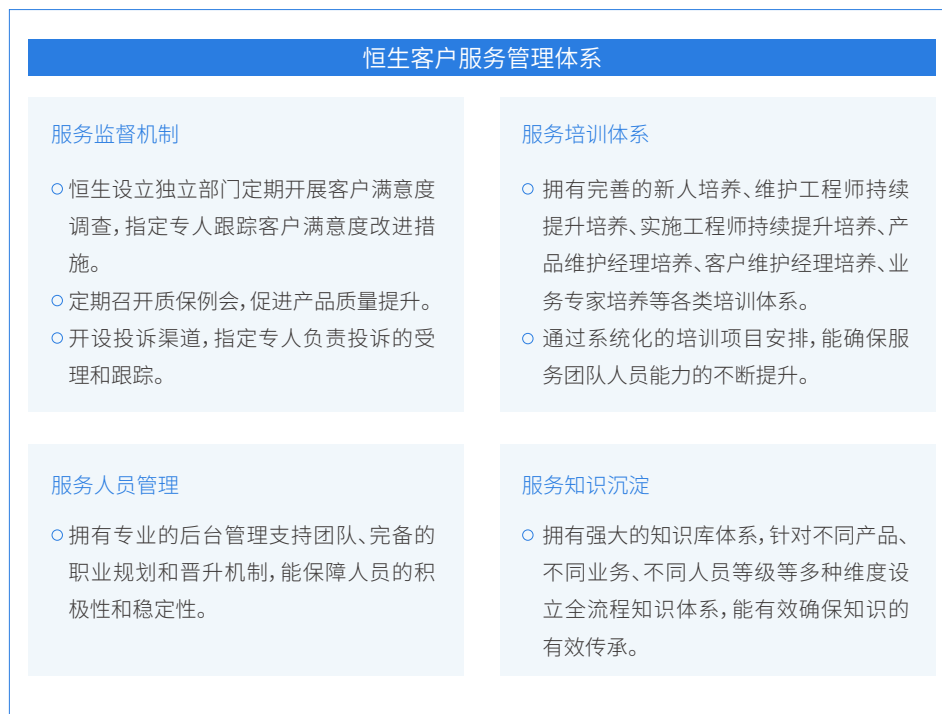 恒生客户服务管理体系
服务监督机制
恒生设立独立部门定期开展客户满意度
调查，指定专人跟踪客户满意度改进措
施。
定期召开质保例会，促进产品质量提升。
开设投诉渠道，指定专人负责投诉的受
理和跟踪。
服务培训体系
拥有完善的新人培养、维护工程师持续
提升培养、实施工程师持续提升培养、产
品维护经理培养、客户维护经理培养、业
务专家培养等各类培训体系。
通过系统化的培训项目安排，能确保服
务团队人员能力的不断提升。
服务人员管理
拥有专业的后台管理支持团队、完备的
职业规划和晋升机制，能保障人员的积
极性和稳定性。
服务知识沉淀
拥有强大的知识库体系，针对不同产品、
不同业务、不同人员等级等多种维度设
立全流程知识体系，能有效确保知识的
有效传承。